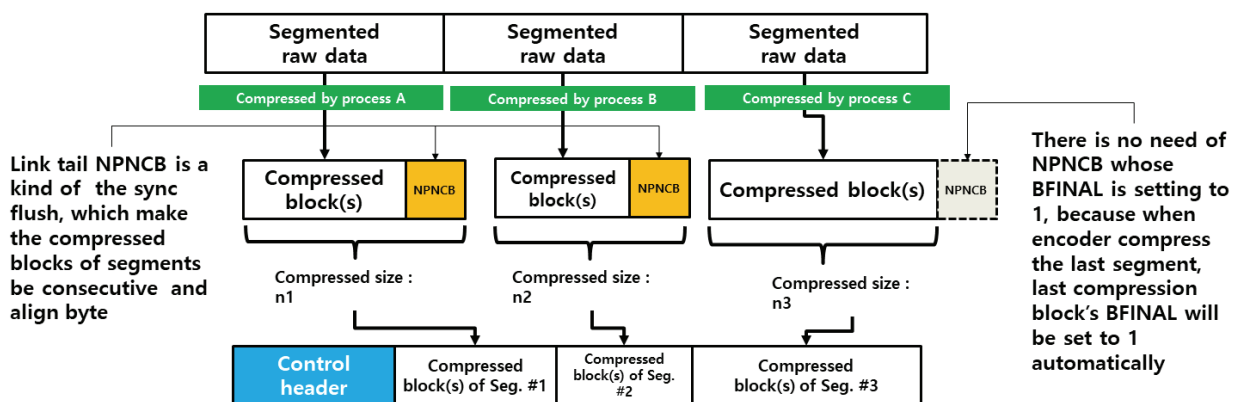 Segmented
raw data
Segmented
raw data
Segmented
raw data
Compressed by process A
Compressed by process B
Compressed by process C
Link tail NPNCB is a
kind of the sync
flush, which make
the compressed
blocks of segments
be consecutive and
align byte
Compressed
block(s)
NPNCB
Compressed
block(s)
NPNCB
Compressed block(s)
NPNCB
There is no need of
NPNCB whose
BFINAL is setting to
1, because when
encoder compress
the last segment,
last compression
block's BFINAL will
be set to 1
automatically
Compressed size :
n1
Compressed size :
n2
Compressed size :
n3
Control
header
Compressed
block(s) of Seg. #1
Compressed
block(s) of Seg.
#2
Compressed
block(s) of Seg. #3